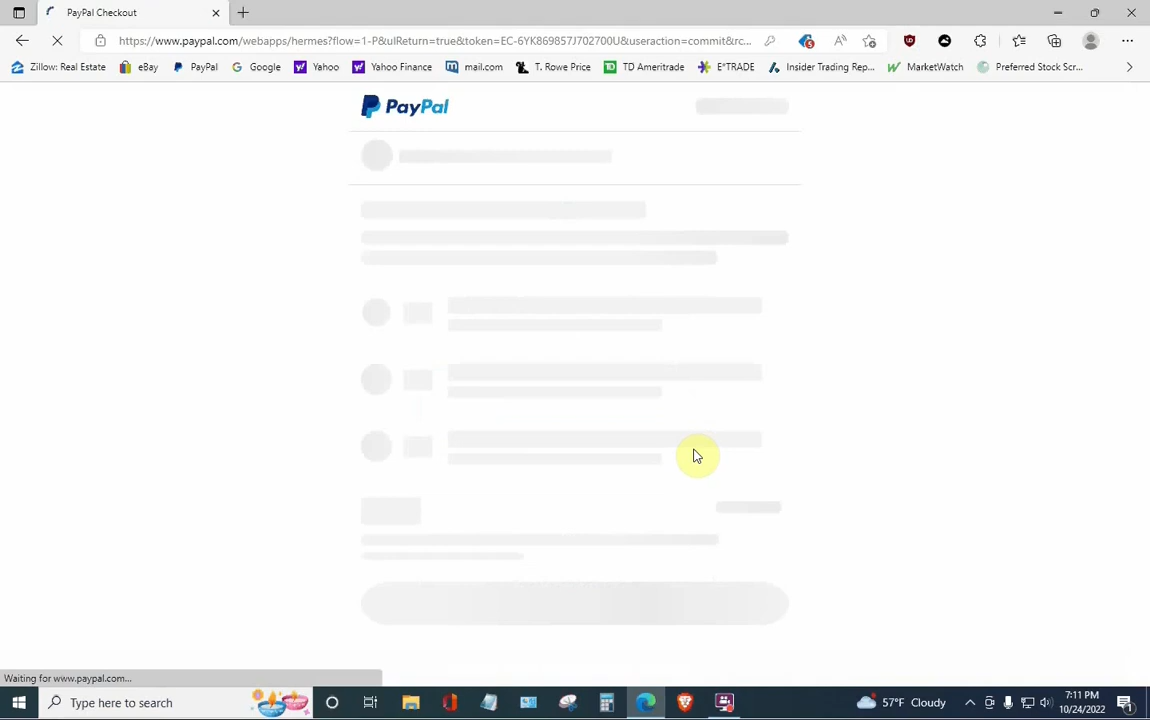 PayPal Checkout
https://www.paypal.com/webapps/hermes?flow=1-P&ulReturn=true&token=EC-6YK869857J702700U&useraction=commit&rc...
Zillow: Real Estate eBay PayPal Google Yahoo Yahoo Finance mail.com T. Rowe Price TD Ameritrade E*TRADE Insider Trading Rep... MarketWatch Preferred Stock Scr...
PayPal
Waiting for www.paypal.com...
Type here to search
57°F Cloudy
7:11 PM
10/24/2022